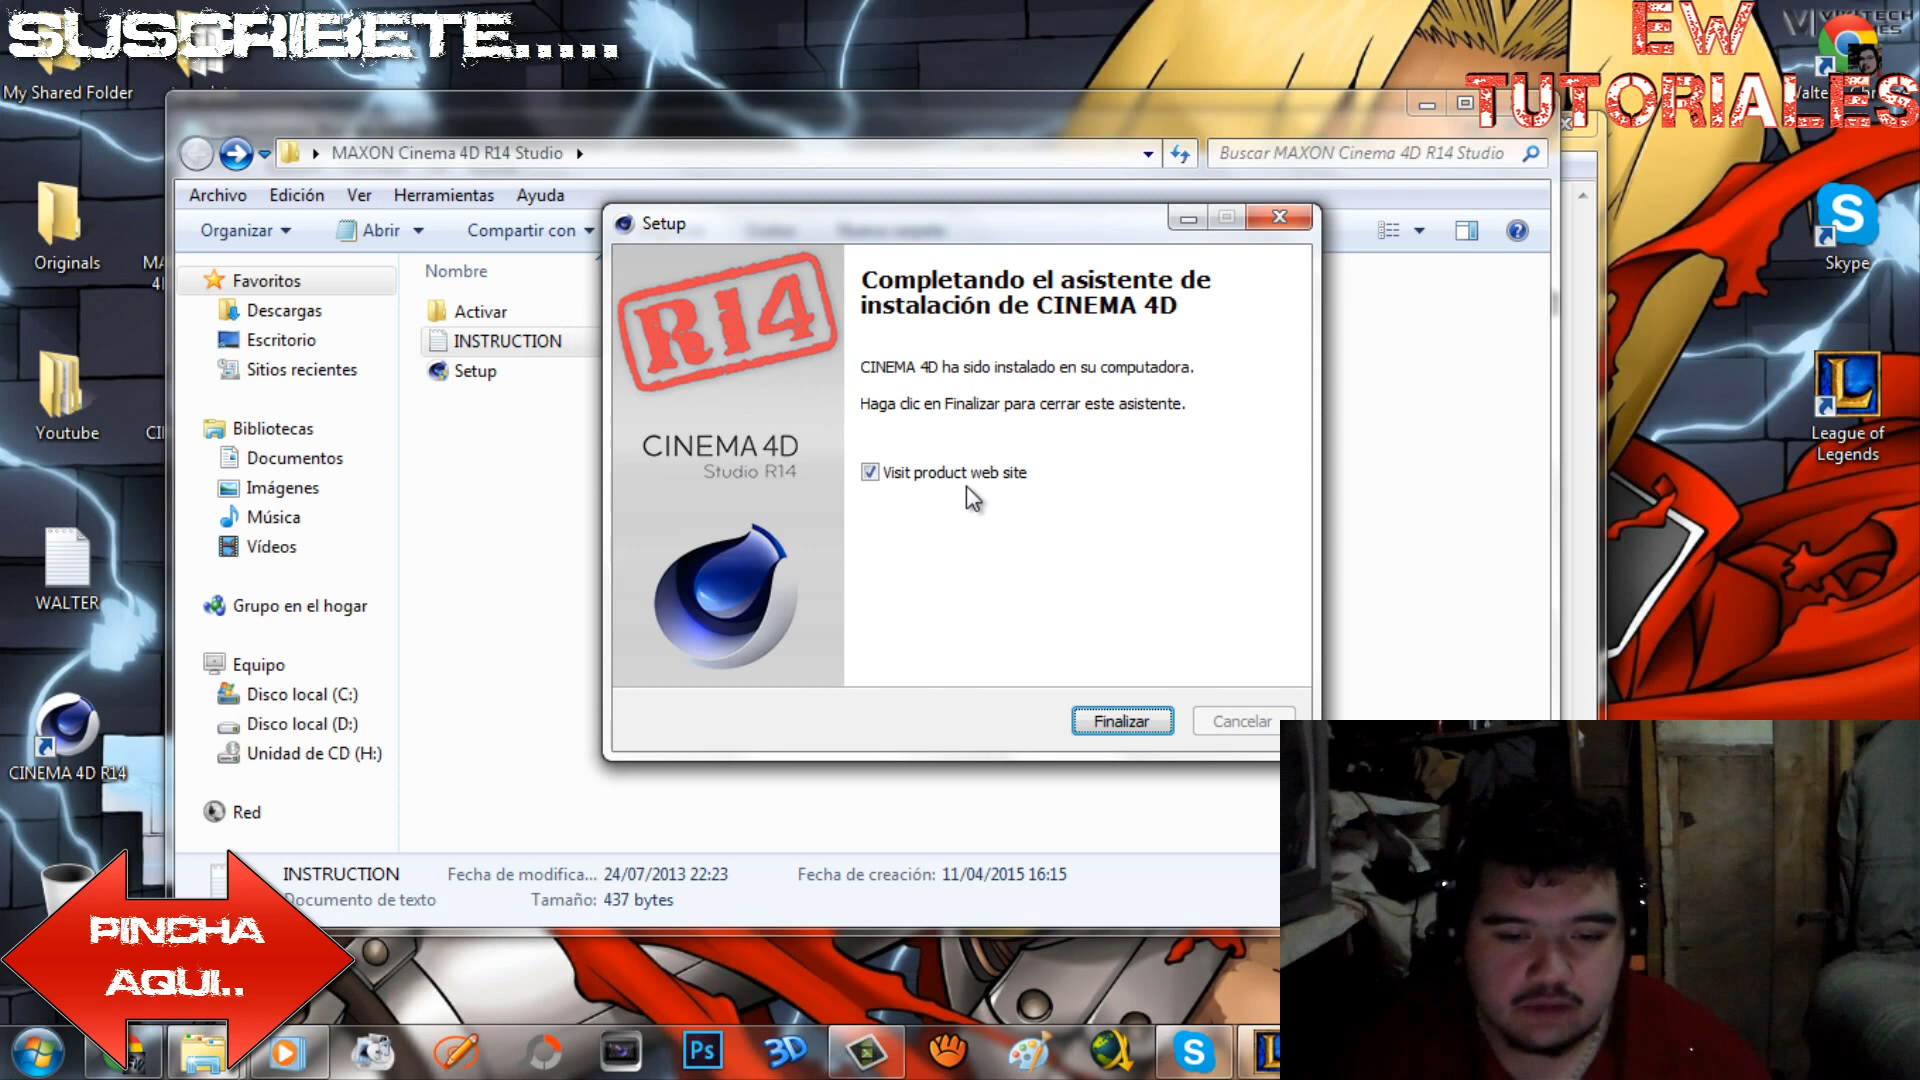 SUSCRIBETE.....
EW
TUTORIALES
My Shared Folder
Originals
Youtube
WALTER
CINEMA 4D R14
Skype
League of
Legends
MAXON Cinema 4D R14 Studio
Buscar MAXON Cinema 4D R14 Studio
Archivo
Edición
Ver
Herramientas
Ayuda
Organizar
Abrir
Compartir con
Nombre
Activar
INSTRUCTION
Setup
Favoritos
Descargas
Escritorio
Sitios recientes
Bibliotecas
Documentos
Imágenes
Música
Vídeos
Grupo en el hogar
Equipo
Disco local (C:)
Disco local (D:)
Unidad de CD (H:)
Red
Setup
R14
CINEMA 4D
Studio R14
Completando el asistente de
instalación de CINEMA 4D
CINEMA 4D ha sido instalado en su computadora.
Haga clic en Finalizar para cerrar este asistente.
Visit product web site
Finalizar
Cancelar
INSTRUCTION
Fecha de modifica... 24/07/2013 22:23
Fecha de creación: 11/04/2015 16:15
Documento de texto
Tamaño: 437 bytes
PINCHA
AQUI..
Ps
3D